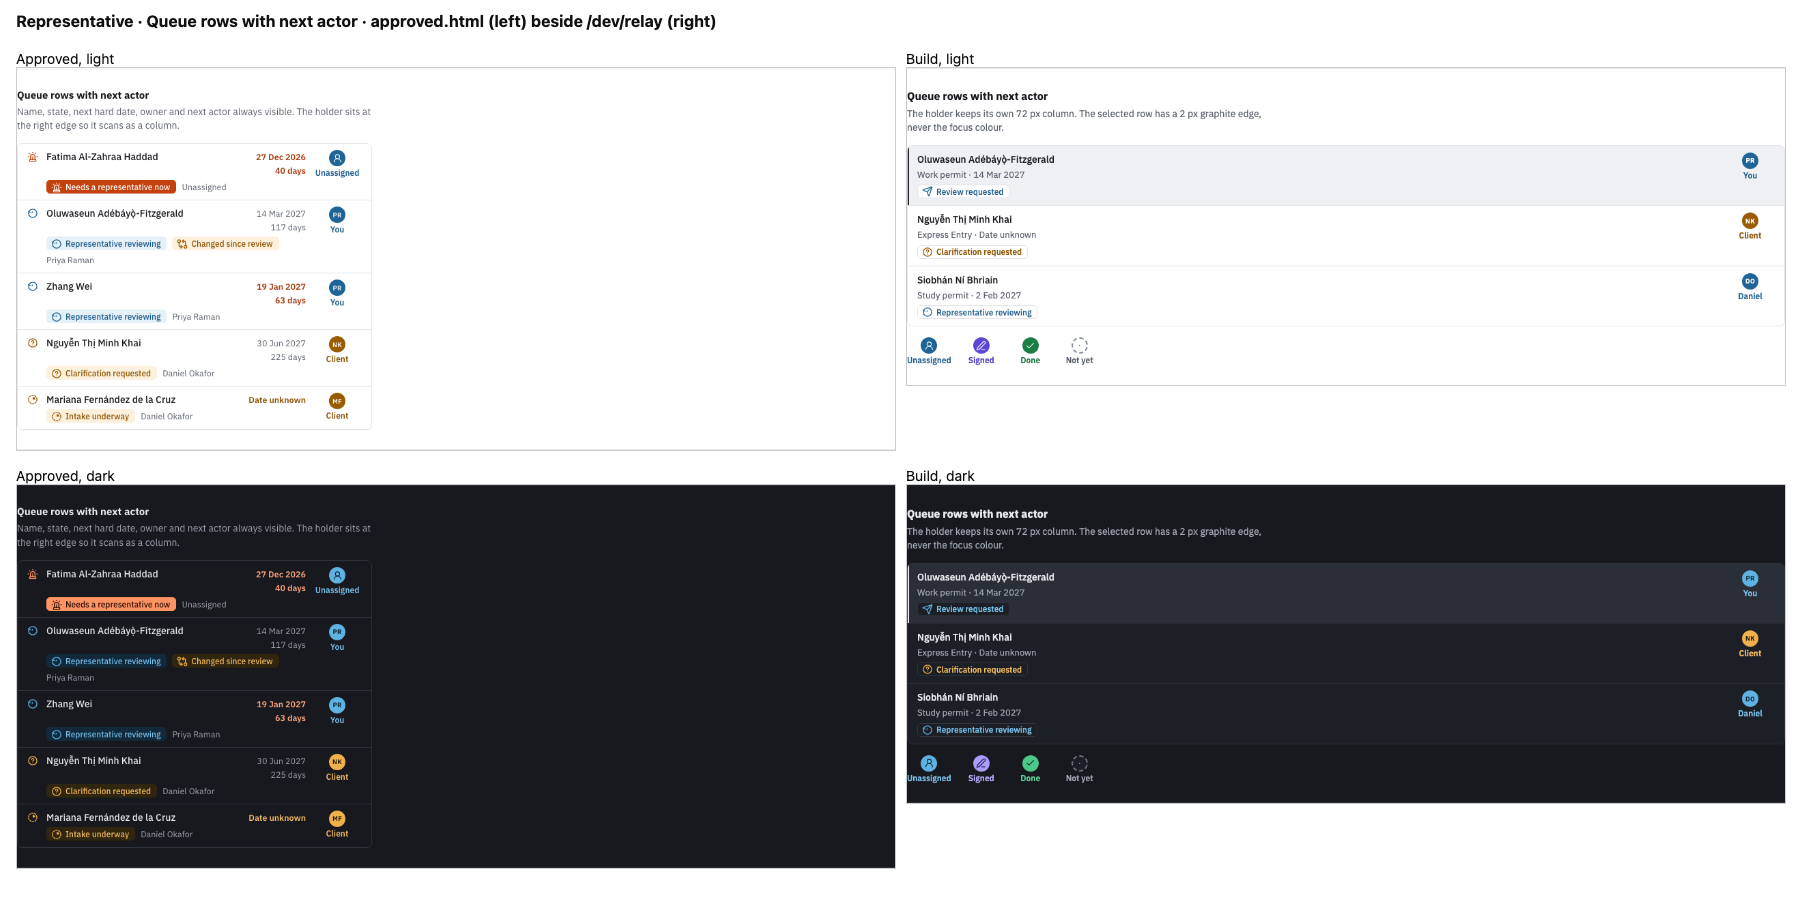 Representative · Queue rows with next actor · approved.html (left) beside /dev/relay (right)
Approved, light
Queue rows with next actor
Name, state, next hard date, owner and next actor always visible. The holder sits at
the right edge so it scans as a column.
Fatima Al-Zahraa Haddad
27 Dec 2026
40 days
Unassigned
Needs a representative now
Unassigned
Oluwaseun Adébáyọ̀-Fitzgerald
14 Mar 2027
117 days
PR
You
Representative reviewing
Changed since review
Priya Raman
Zhang Wei
19 Jan 2027
63 days
PR
You
Representative reviewing
Priya Raman
Nguyễn Thị Minh Khai
30 Jun 2027
225 days
NK
Client
Clarification requested
Daniel Okafor
Mariana Fernández de la Cruz
Date unknown
MF
Client
Intake underway
Daniel Okafor
Build, light
Queue rows with next actor
The holder keeps its own 72 px column. The selected row has a 2 px graphite edge,
never the focus colour.
Oluwaseun Adébáyọ̀-Fitzgerald
Work permit · 14 Mar 2027
Review requested
PR
You
Nguyễn Thị Minh Khai
Express Entry · Date unknown
Clarification requested
NK
Client
Siobhán Ní Bhriain
Study permit · 2 Feb 2027
Representative reviewing
DO
Daniel
Unassigned
Signed
Done
Not yet
Approved, dark
Queue rows with next actor
Name, state, next hard date, owner and next actor always visible. The holder sits at
the right edge so it scans as a column.
Fatima Al-Zahraa Haddad
27 Dec 2026
40 days
Unassigned
Needs a representative now
Unassigned
Oluwaseun Adébáyọ̀-Fitzgerald
14 Mar 2027
117 days
PR
You
Representative reviewing
Changed since review
Priya Raman
Zhang Wei
19 Jan 2027
63 days
PR
You
Representative reviewing
Priya Raman
Nguyễn Thị Minh Khai
30 Jun 2027
225 days
NK
Client
Clarification requested
Daniel Okafor
Mariana Fernández de la Cruz
Date unknown
MF
Client
Intake underway
Daniel Okafor
Build, dark
Queue rows with next actor
The holder keeps its own 72 px column. The selected row has a 2 px graphite edge,
never the focus colour.
Oluwaseun Adébáyọ̀-Fitzgerald
Work permit · 14 Mar 2027
Review requested
PR
You
Nguyễn Thị Minh Khai
Express Entry · Date unknown
Clarification requested
NK
Client
Siobhán Ní Bhriain
Study permit · 2 Feb 2027
Representative reviewing
DO
Daniel
Unassigned
Signed
Done
Not yet